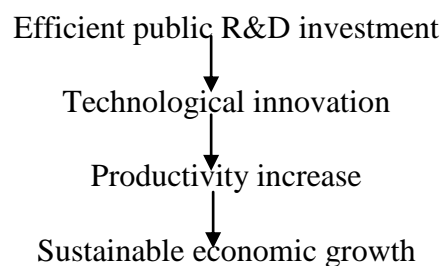 Efficient public R&D investment
Technological innovation
Productivity increase
Sustainable economic growth